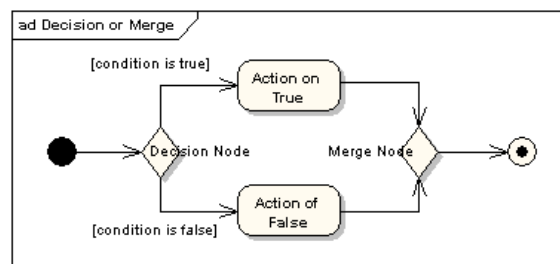 ad Decision or Merge
[condition is true]
Action on
True
Decision Node
Merge Node
Action of
False
[condition is false]